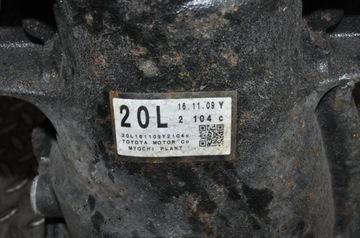 20L 16.11.09 Y
2 104 C
20L161109Y2104c
TOYOTA MOTOR Co
MYOCHI PLANT